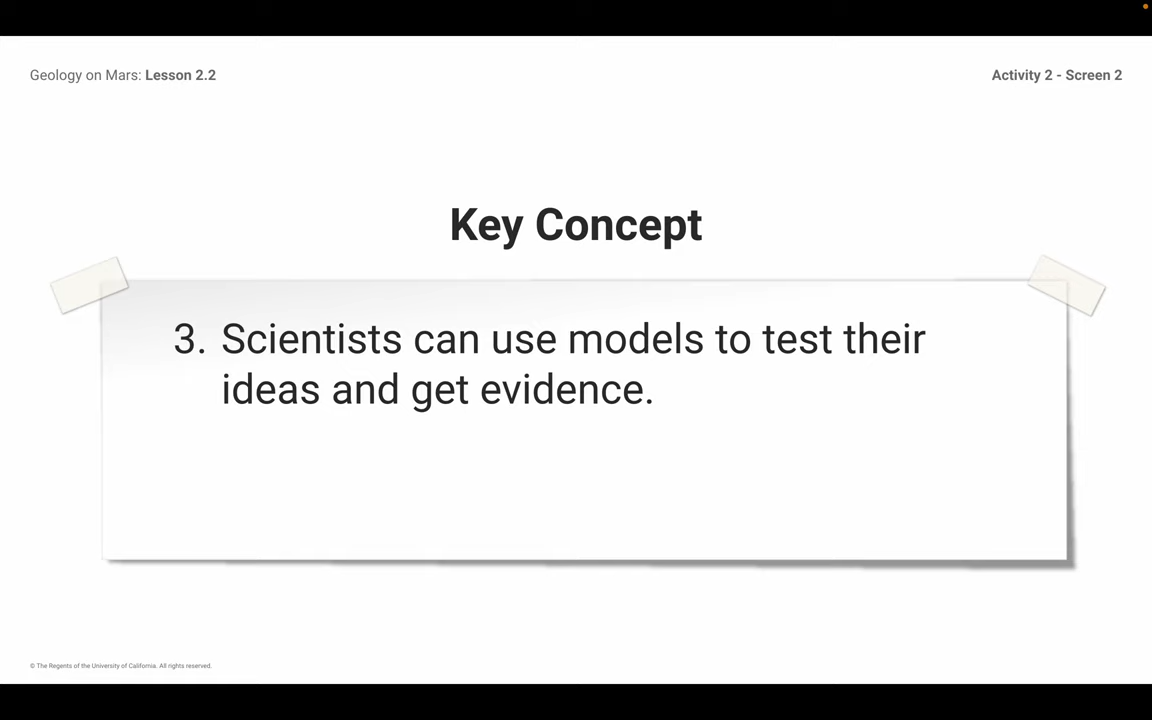 Geology on Mars: Lesson 2.2
Activity 2 - Screen 2
Key Concept
3. Scientists can use models to test their
ideas and get evidence.
© The Regents of the University of California. All rights reserved.